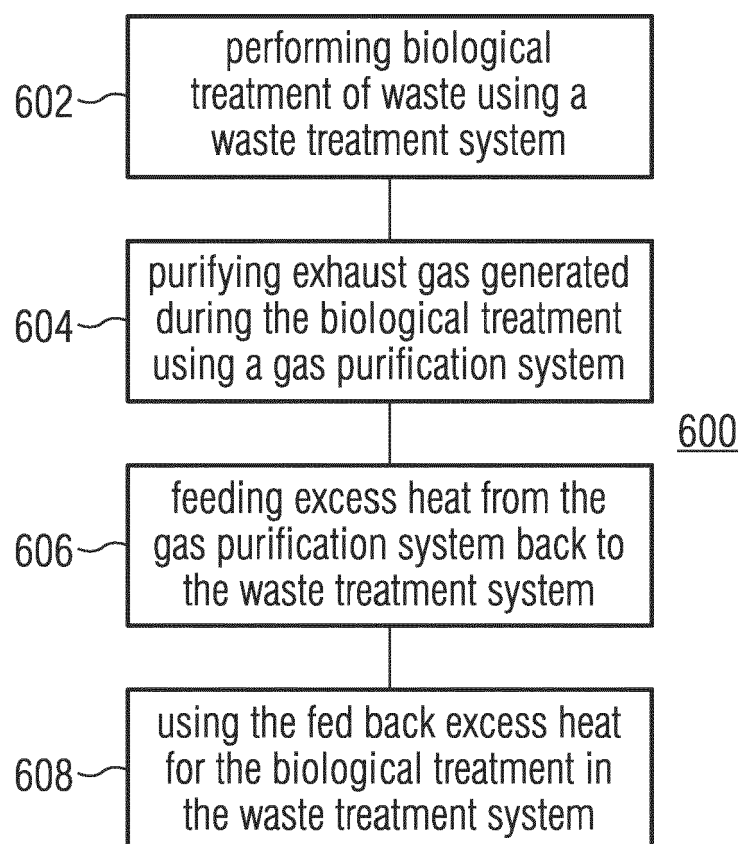 602
performing biological
treatment of waste using a
waste treatment system
604
purifying exhaust gas generated
during the biological treatment
using a gas purification system
600
606
feeding excess heat from the
gas purification system back to
the waste treatment system
608
using the fed back excess heat
for the biological treatment in
the waste treatment system